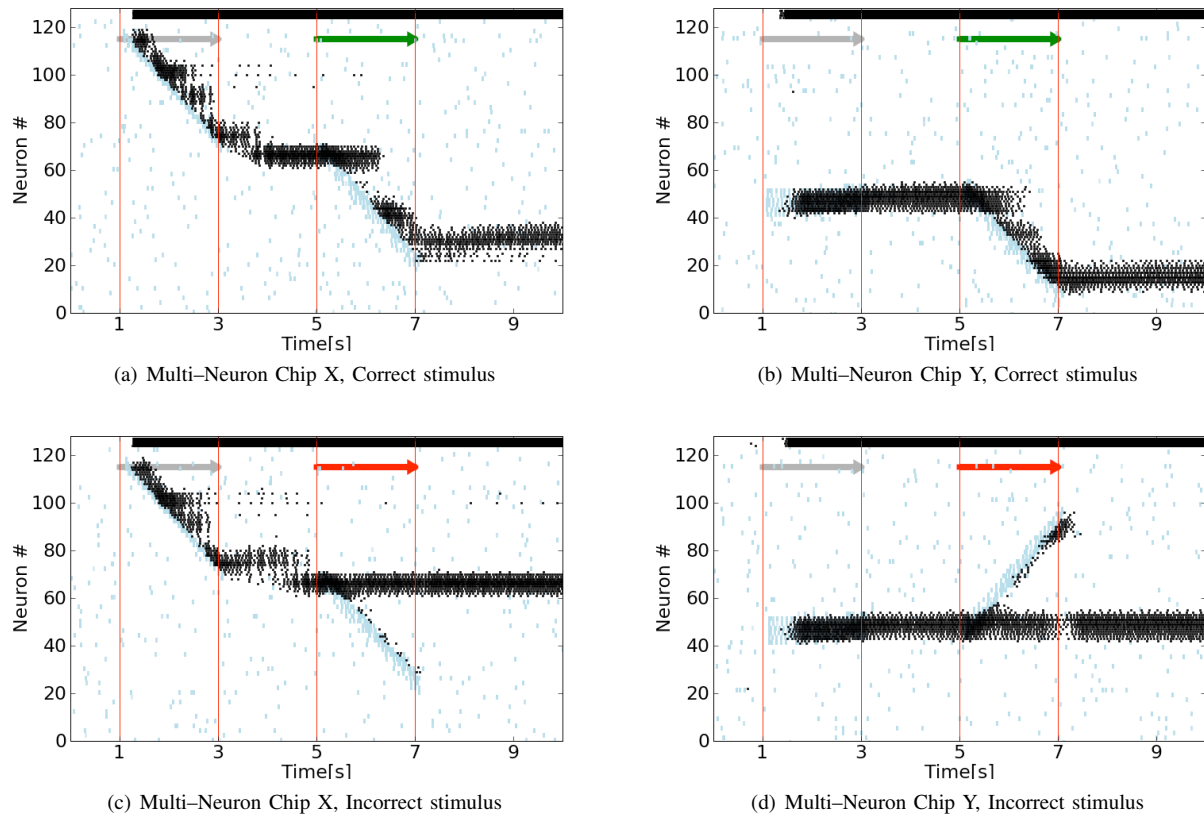 120
100
80
60
40
20
0
Neuron #
1 3 5 7 9
Time[s]
(a) Multi–Neuron Chip X, Correct stimulus
120
100
80
60
40
20
0
Neuron #
1 3 5 7 9
Time[s]
(b) Multi–Neuron Chip Y, Correct stimulus
120
100
80
60
40
20
0
Neuron #
1 3 5 7 9
Time[s]
(c) Multi–Neuron Chip X, Incorrect stimulus
120
100
80
60
40
20
0
Neuron #
1 3 5 7 9
Time[s]
(d) Multi–Neuron Chip Y, Incorrect stimulus